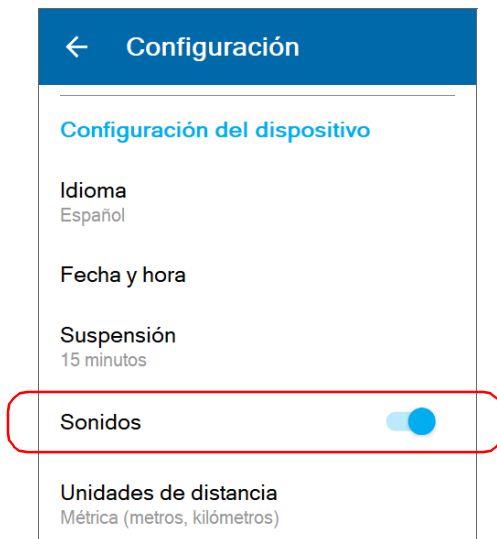 Configuración
Configuración del dispositivo
Idioma
Español
Fecha y hora
Suspensión
15 minutos
Sonidos
Unidades de distancia
Métrica (metros, kilómetros)